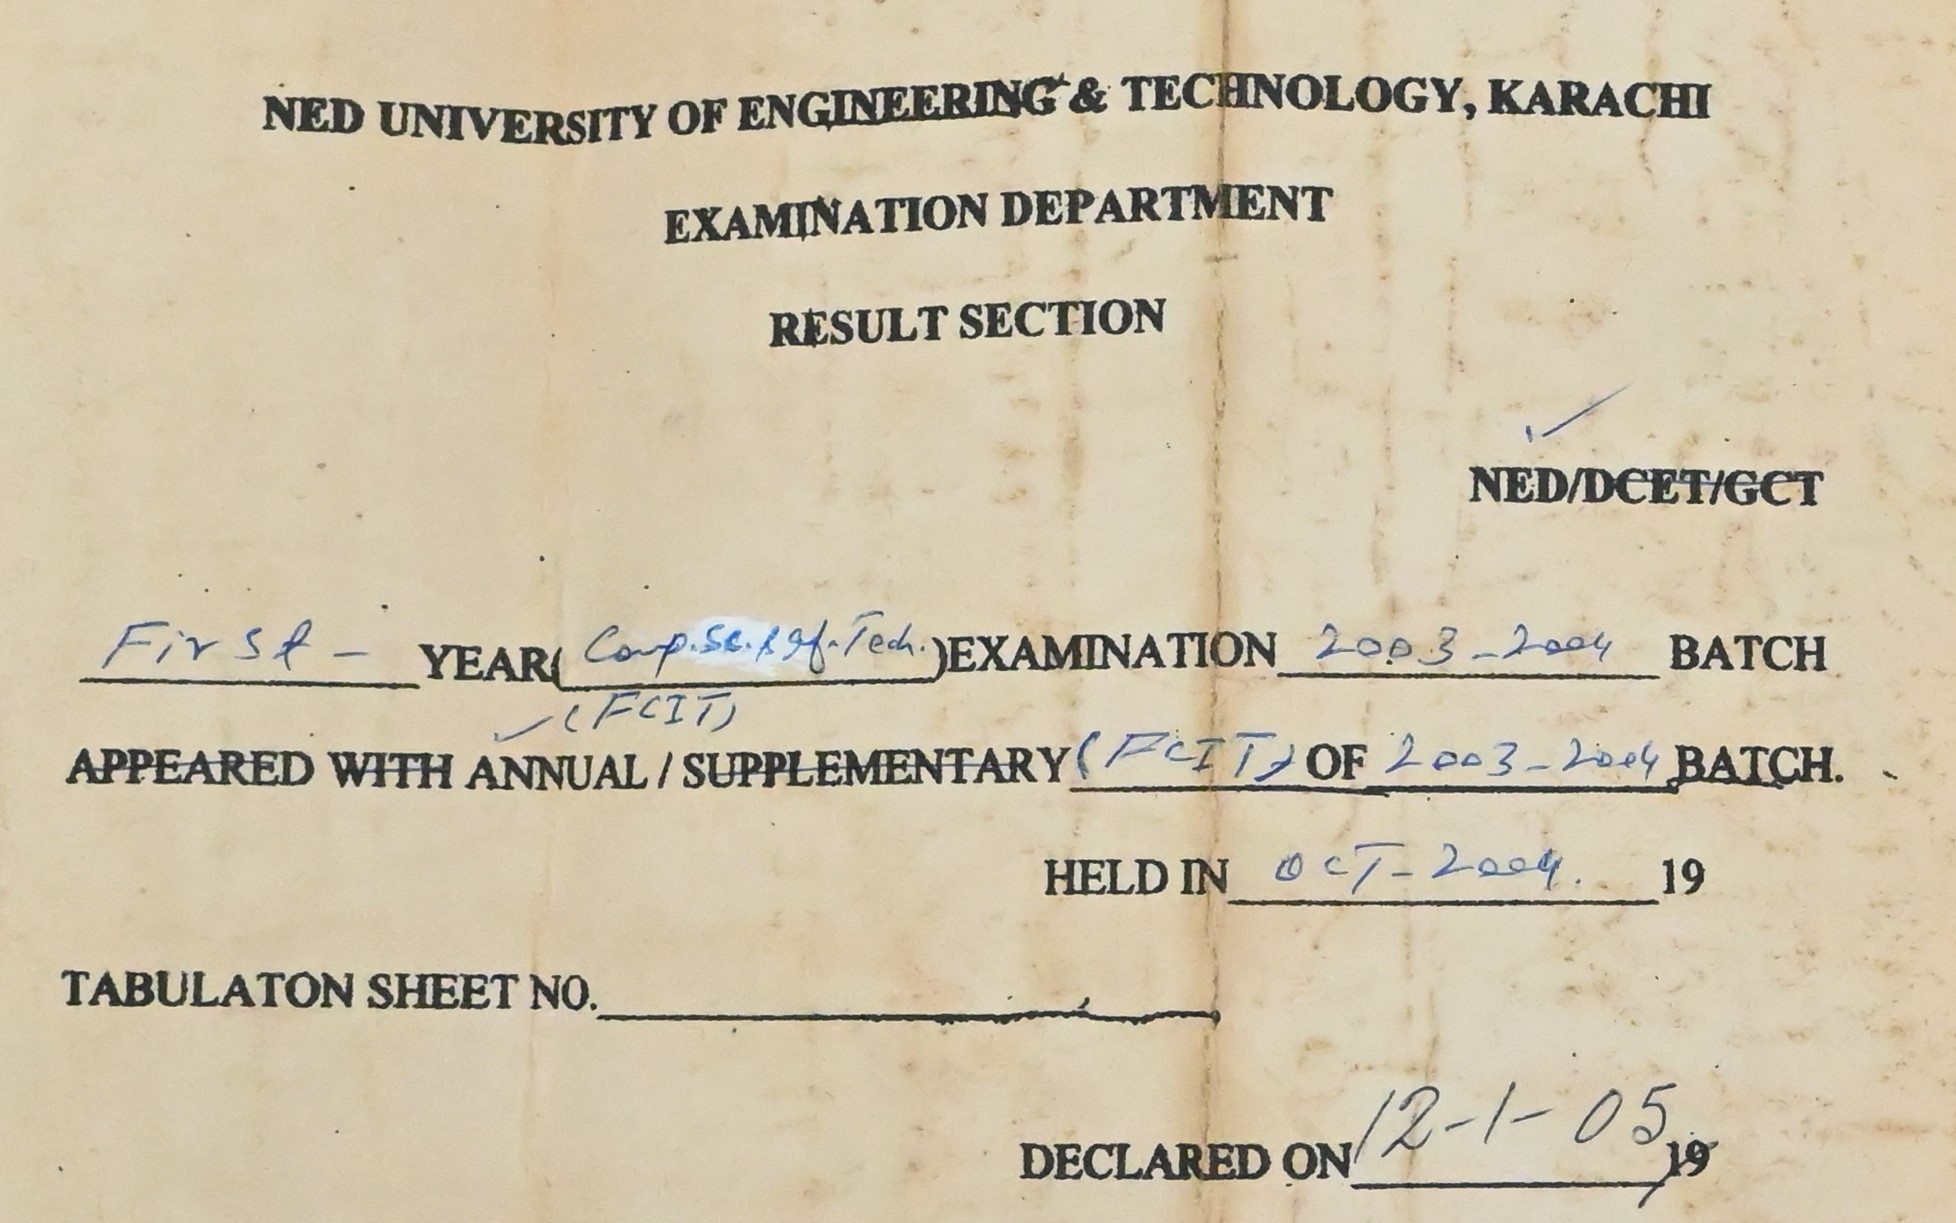 NED UNIVERSITY OF ENGINEERING & TECHNOLOGY, KARACHI
EXAMINATION DEPARTMENT
RESULT SECTION
NED/DCET/GCT
First - YEAR( Comp.Sc.& If.Tech. )EXAMINATION 2003-2004 BATCH
(FCIT)
APPEARED WITH ANNUAL / SUPPLEMENTARY (FCIT) OF 2003-2004 BATCH.
HELD IN OCT-2004. 19
TABULATON SHEET NO.
DECLARED ON 12-1-05 19